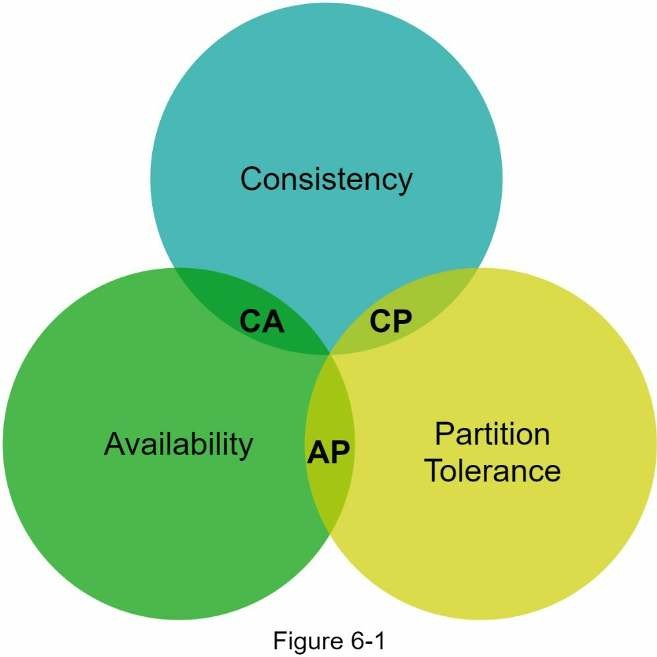 Consistency
CA
CP
Availability
AP
Partition
Tolerance
Figure 6-1